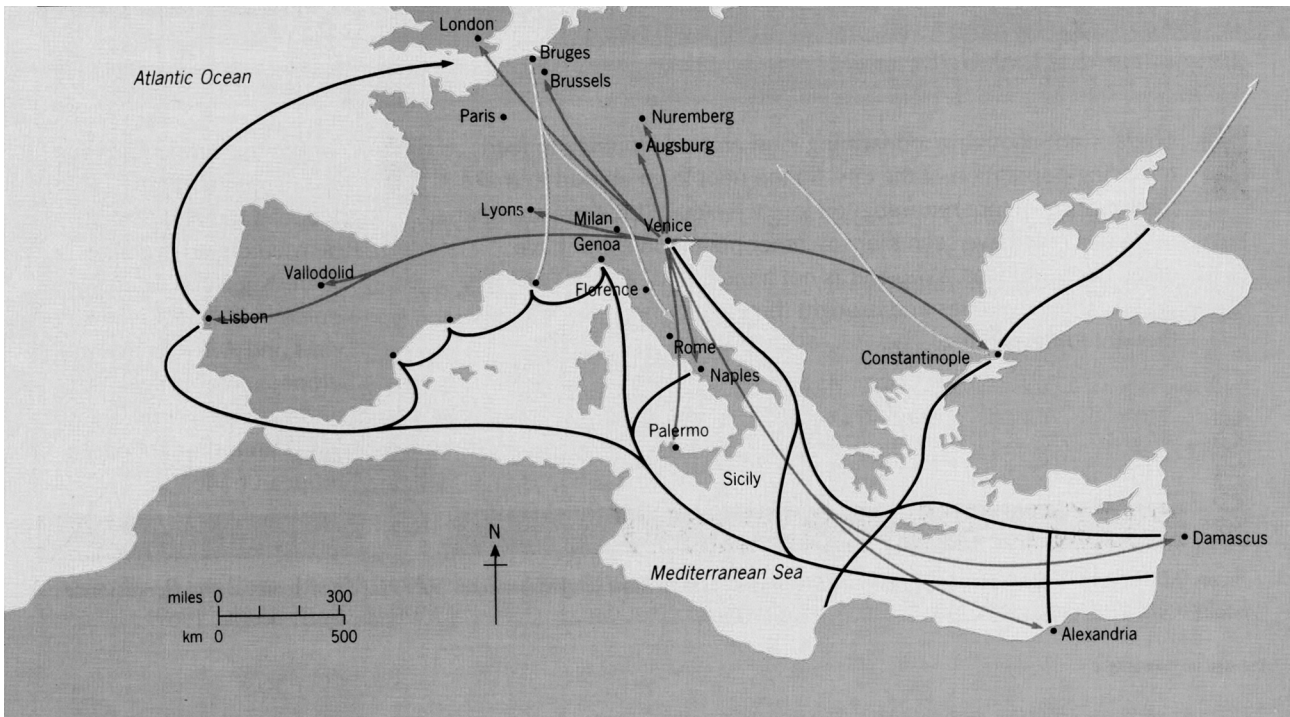 London
Bruges
Atlantic Ocean
Brussels
Paris
Nuremberg
Augsburg
Lyons
Milan
Venice
Genoa
Vallodolid
Florence
Lisbon
Rome
Constantinople
Naples
Palermo
Sicily
N
Damascus
Mediterranean Sea
miles 0 300
km 0 500
Alexandria